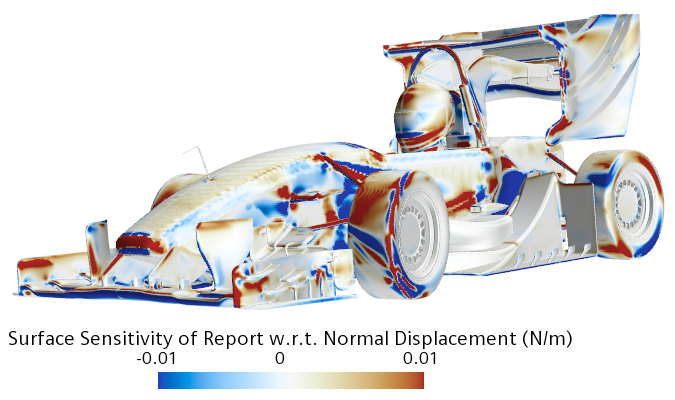 Surface Sensitivity of Report w.r.t. Normal Displacement (N/m)
-0.01 0 0.01